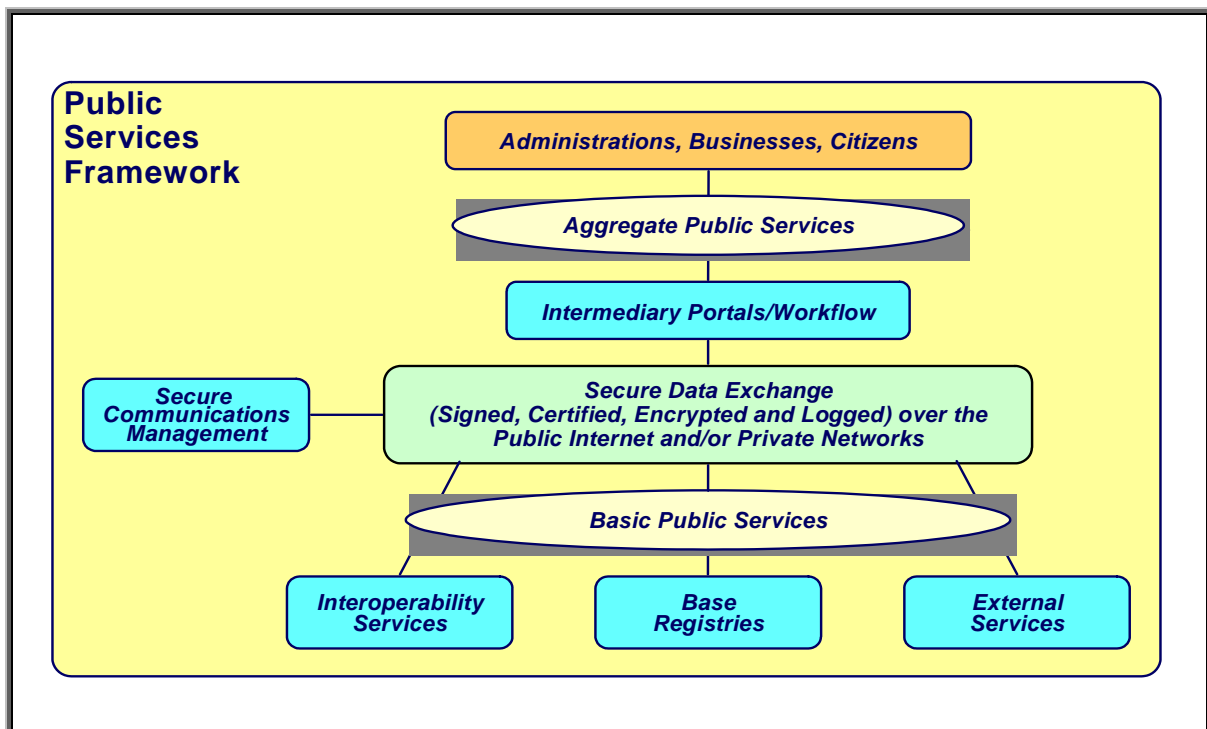 Public
Services
Framework
Administrations, Businesses, Citizens
Aggregate Public Services
Intermediary Portals/Workflow
Secure
Communications
Management
Secure Data Exchange
(Signed, Certified, Encrypted and Logged) over the
Public Internet and/or Private Networks
Basic Public Services
Interoperability
Services
Base
Registries
External
Services